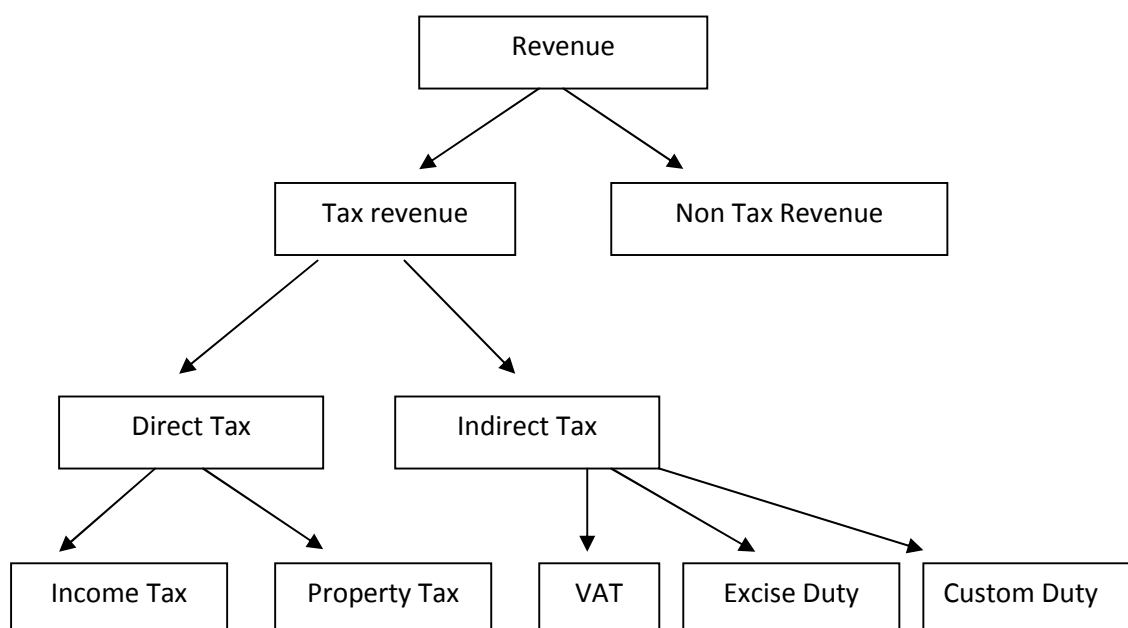 Revenue
Tax revenue
Non Tax Revenue
Direct Tax
Indirect Tax
Income Tax
Property Tax
VAT
Excise Duty
Custom Duty